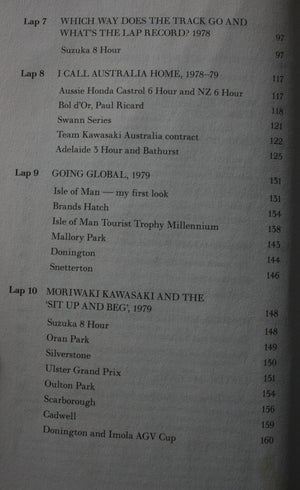 Lap 7 WHICH WAY DOES THE TRACK GO AND
WHAT'S THE LAP RECORD? 1978 97
Suzuka 8 Hour 97
Lap 8 I CALL AUSTRALIA HOME, 1978–79 117
Aussie Honda Castrol 6 Hour and NZ 6 Hour 117
Bol d'Or, Paul Ricard 118
Swann Series 121
Team Kawasaki Australia contract 122
Adelaide 3 Hour and Bathurst 125
Lap 9 GOING GLOBAL, 1979 131
Isle of Man — my first look 131
Brands Hatch 134
Isle of Man Tourist Trophy Millennium 138
Mallory Park 143
Donington 144
Snetterton 146
Lap 10 MORIWAKI KAWASAKI AND THE
'SIT UP AND BEG', 1979 148
Suzuka 8 Hour 148
Oran Park 149
Silverstone 150
Ulster Grand Prix 151
Oulton Park 154
Scarborough 156
Cadwell 159
Donington and Imola AGV Cup 160